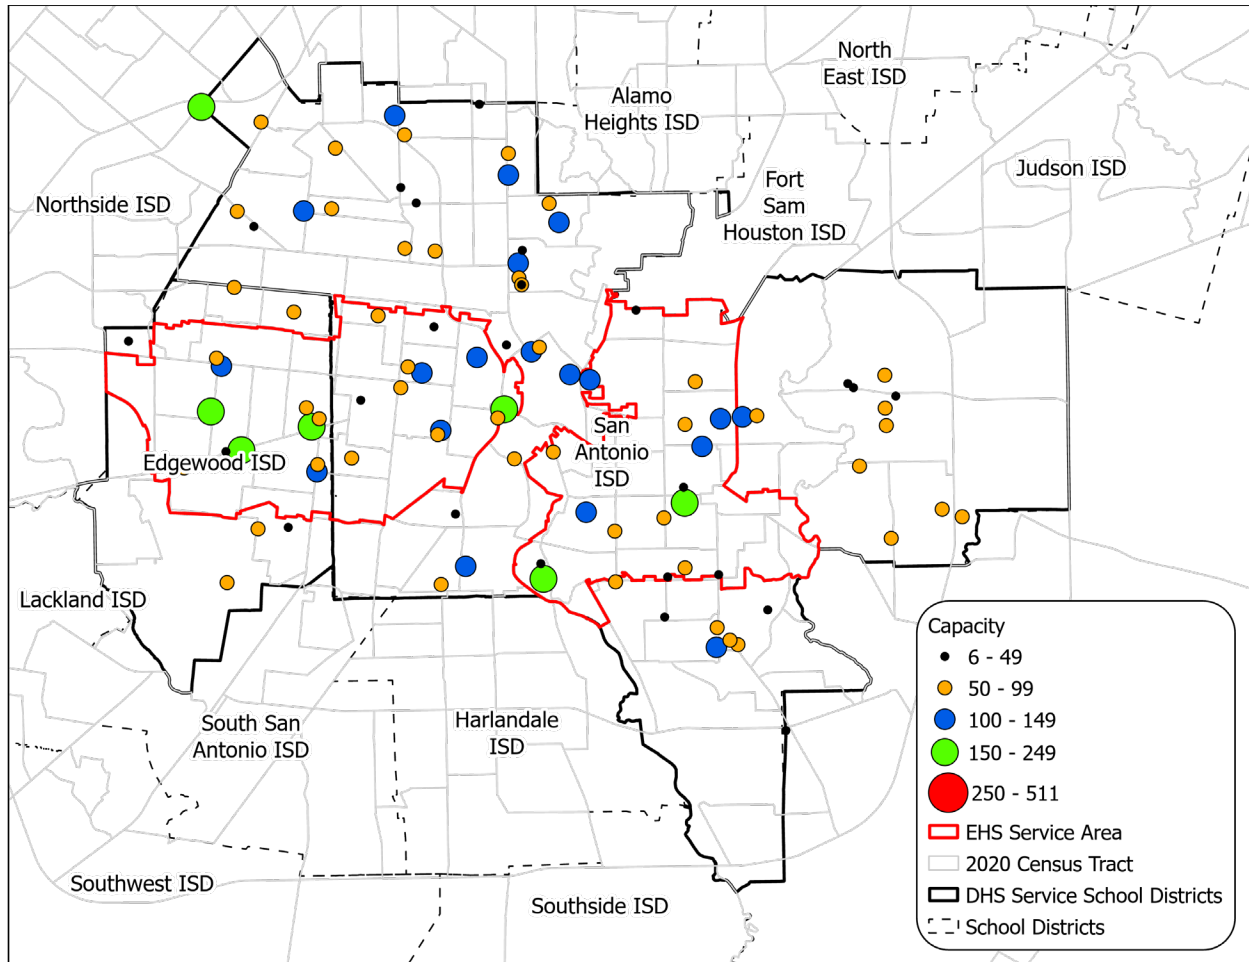 North
East ISD
Alamo
Heights ISD
Judson ISD
Fort
Sam
Houston ISD
Northside ISD
San
Antonio
ISD
Edgewood ISD
Lackland ISD
South San
Antonio ISD
Harlandale
ISD
Southwest ISD
Southside ISD
Capacity
6 - 49
50 - 99
100 - 149
150 - 249
250 - 511
EHS Service Area
2020 Census Tract
DHS Service School Districts
School Districts